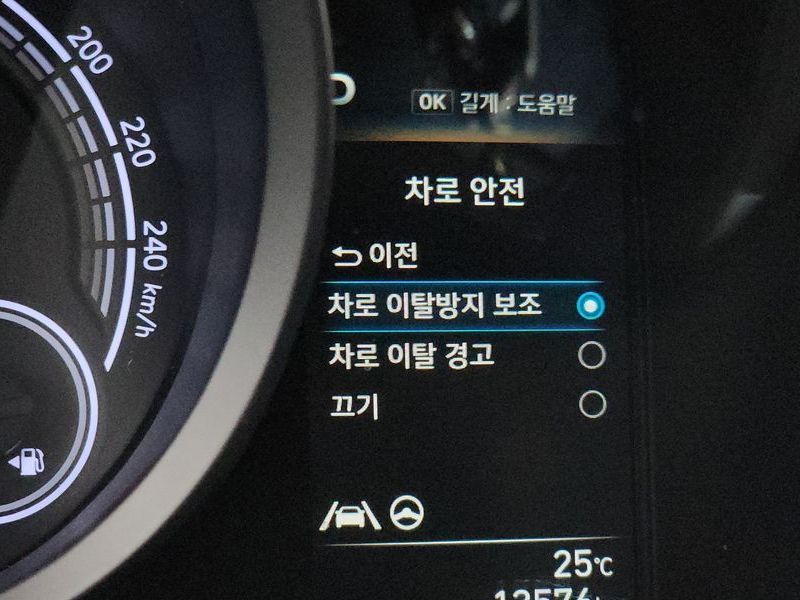 200
220
240
km/h
OK 길게 : 도움말
차로 안전
이전
차로 이탈방지 보조
차로 이탈 경고
끄기
25℃